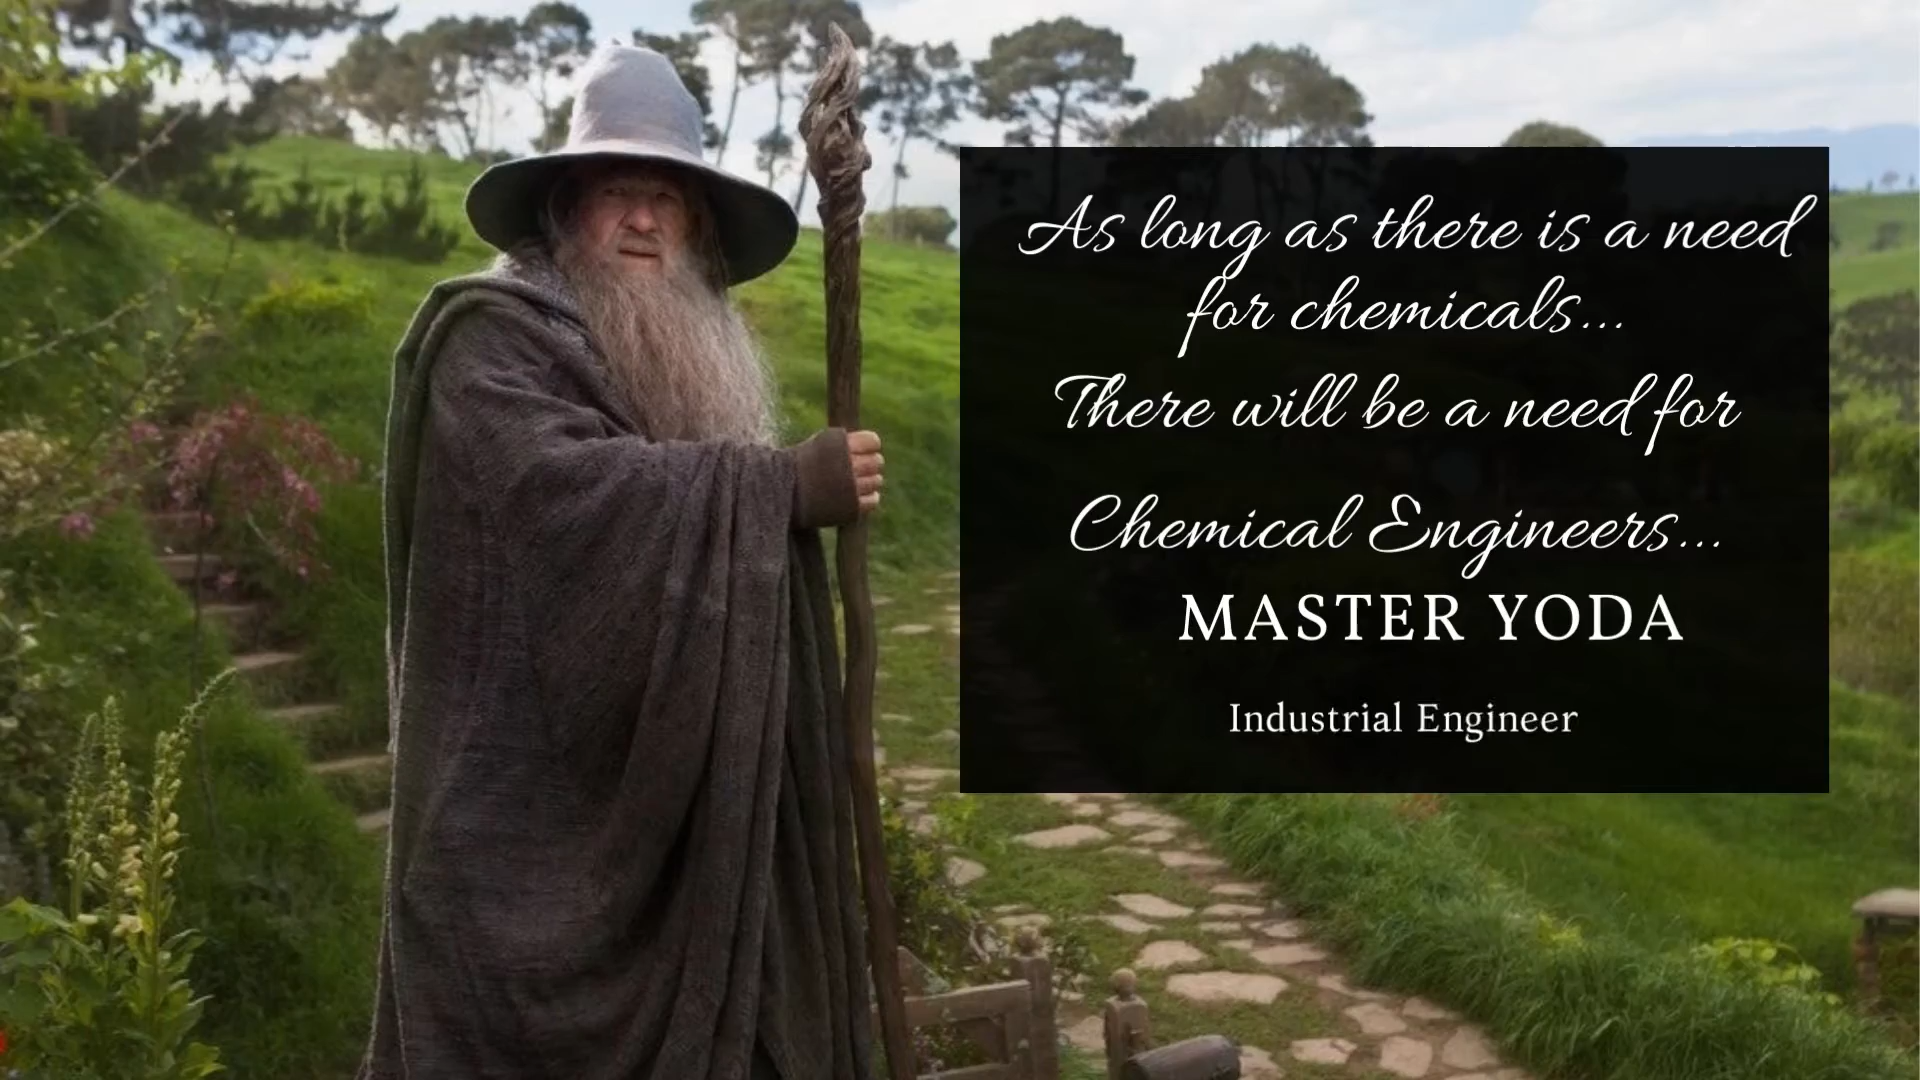 As long as there is a need
for chemicals...
There will be a need for
Chemical Engineers...
MASTER YODA
Industrial Engineer